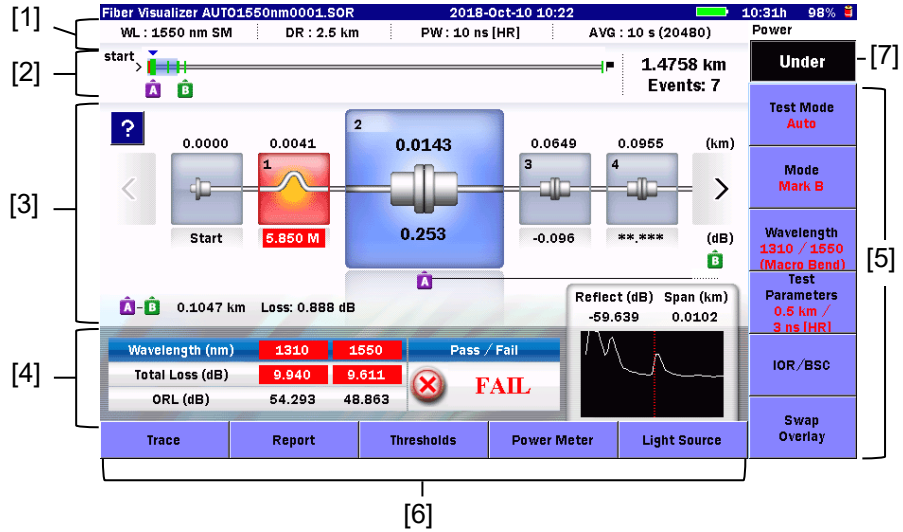 Fiber Visualizer AUTO1550nm0001.SOR 2018-Oct-10 10:22 10:31h 98%
[1]
WL : 1550 nm SM DR : 2.5 km PW : 10 ns [HR] AVG : 10 s (20480) Power
Under [7]
[2]
start 1.4758 km
Events: 7
A B
[3]
?
0.0000 0.0041 2 0.0143 0.0649 0.0955 (km)
1 3 4
Start 5.850 M 0.253 -0.096 **.*** (dB)
B
A
A - B 0.1047 km Loss: 0.888 dB
Reflect (dB) Span (km)
-59.639 0.0102
[4]
Wavelength (nm) 1310 1550 Pass / Fail
Total Loss (dB) 9.940 9.611 FAIL
ORL (dB) 54.293 48.863
Test Mode
Auto
Mode
Mark B
Wavelength
1310 / 1550
(Macro Bend)
Test
Parameters
0.5 km /
3 ns [HR]
IOR/BSC
Swap
Overlay
[5]
Trace Report Thresholds Power Meter Light Source
[6]